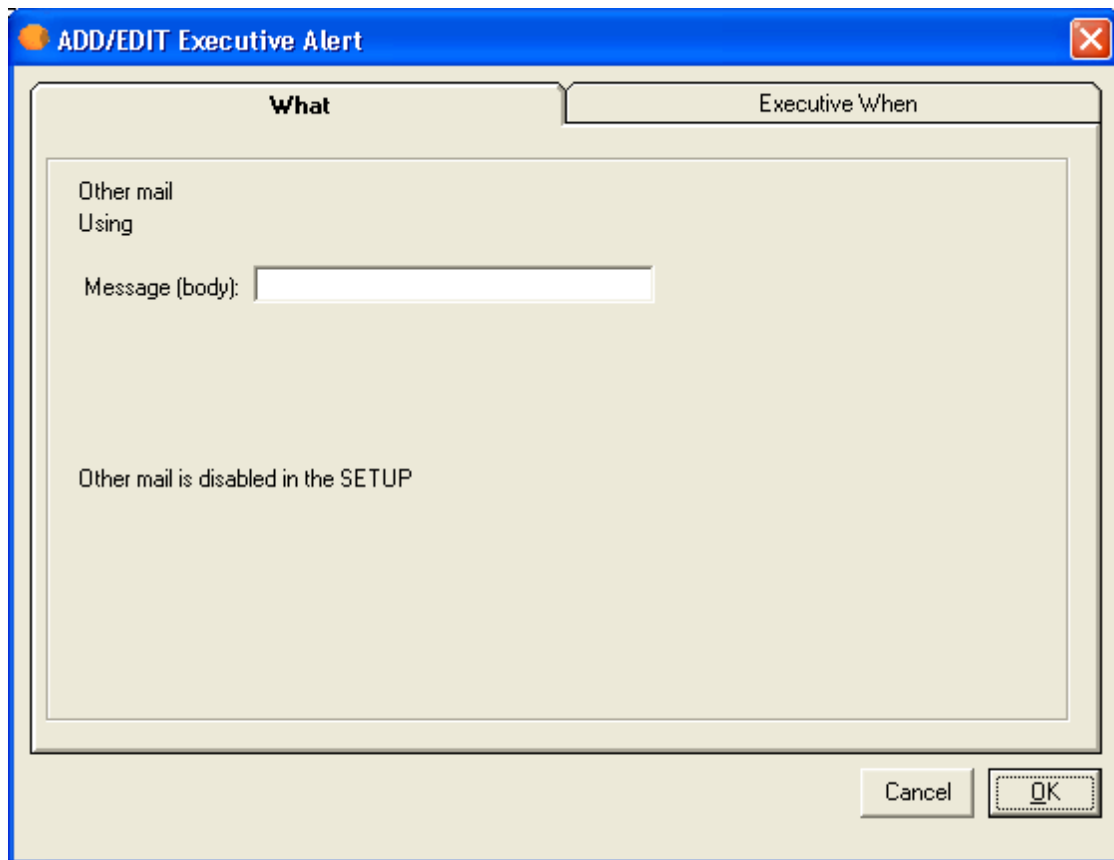 ADD/EDIT Executive Alert
What
Executive When
Other mail
Using
Message (body):
Other mail is disabled in the SETUP
Cancel
OK